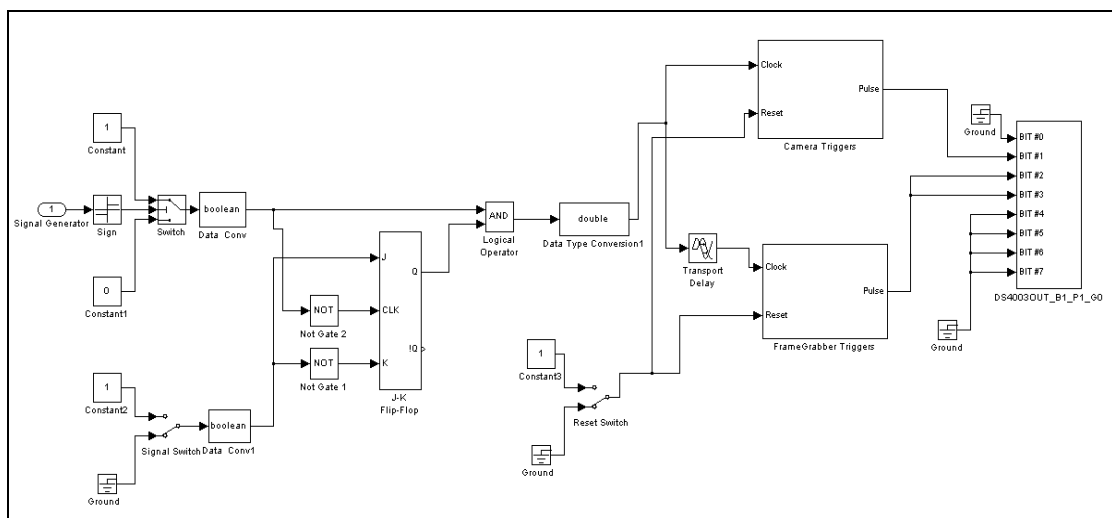 Clock
Pulse
Reset
Camera Triggers
Ground
BIT #0
BIT #1
BIT #2
BIT #3
BIT #4
BIT #5
BIT #6
BIT #7
DS4003OUT_B1_P1_G0
Ground
1
Constant
1
Signal Generator
Sign
Switch
boolean
Data Conv
0
Constant1
AND
Logical
Operator
double
Data Type Conversion1
J
Q
CLK
!Q
K
J-K
Flip-Flop
NOT
Not Gate 2
NOT
Not Gate 1
Transport
Delay
Clock
Pulse
Reset
FrameGrabber Triggers
1
Constant2
Signal Switch
boolean
Data Conv1
Ground
1
Constant3
Reset Switch
Ground